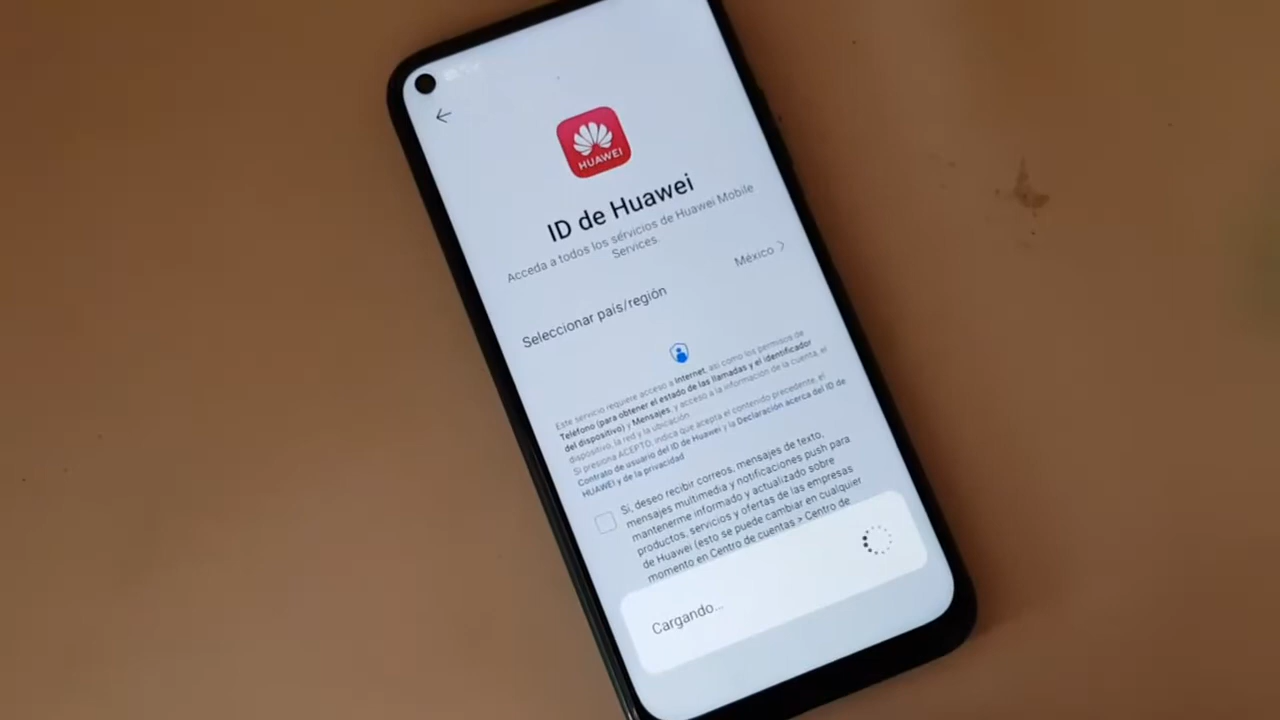 HUAWEI
ID de Huawei
Acceda a todos los servicios de Huawei Mobile
Services.
Seleccionar país/región
México
Este servicio requiere acceso a Internet, así como los permisos de
Teléfono (para obtener el estado de las llamadas y el identificador
del dispositivo) y Mensajes, y acceso a la información de la cuenta, el
dispositivo, la red y la ubicación.
Si presiona ACEPTO, indica que acepta el contenido precedente, el
Contrato de usuario del ID de Huawei y la Declaración acerca del ID de
HUAWEI y de la privacidad
Sí, deseo recibir correos, mensajes de texto,
mensajes multimedia y notificaciones push para
mantenerme informado y actualizado sobre
productos, servicios y ofertas de las empresas
de Huawei (esto se puede cambiar en cualquier
momento en Centro de cuentas > Centro de
Cargando...